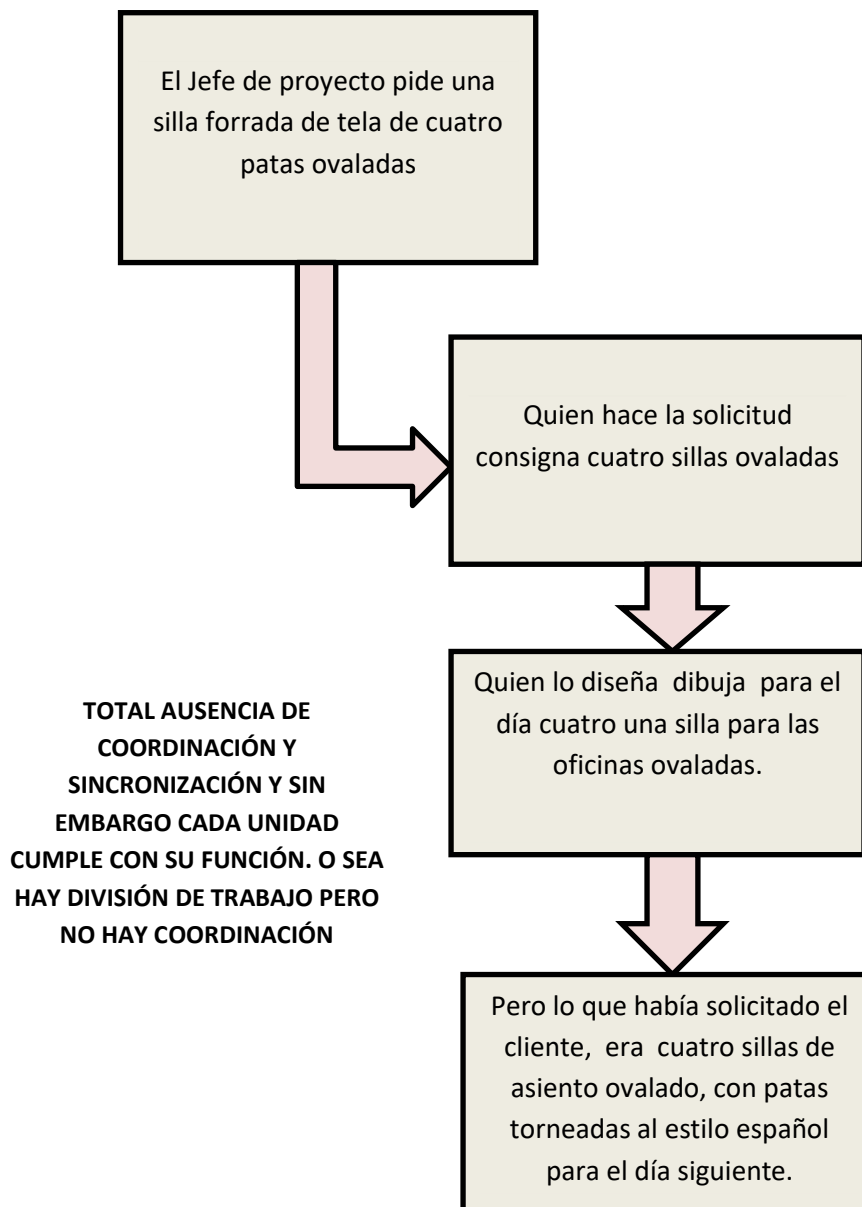 El Jefe de proyecto pide una
silla forrada de tela de cuatro
patas ovaladas
Quien hace la solicitud
consigna cuatro sillas ovaladas
Quien lo diseña dibuja para el
día cuatro una silla para las
oficinas ovaladas.
TOTAL AUSENCIA DE
COORDINACIÓN Y
SINCRONIZACIÓN Y SIN
EMBARGO CADA UNIDAD
CUMPLE CON SU FUNCIÓN. O SEA
HAY DIVISIÓN DE TRABAJO PERO
NO HAY COORDINACIÓN
Pero lo que había solicitado el
cliente, era cuatro sillas de
asiento ovalado, con patas
torneadas al estilo español
para el día siguiente.